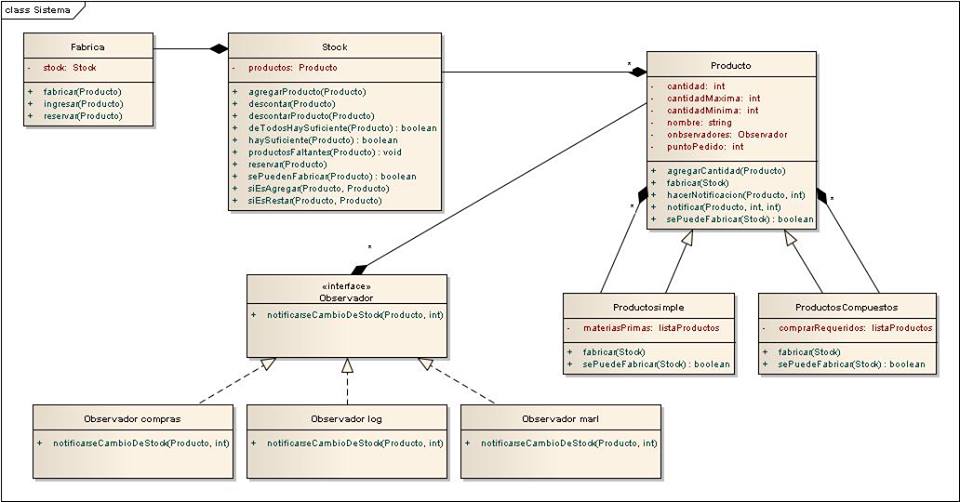 class Sistema
Fabrica
- stock: Stock
+ fabricar(Producto)
+ ingresar(Producto)
+ reservar(Producto)
Stock
- productos: Producto
+ agregarProducto(Producto)
+ descontar(Producto)
+ descontarProducto(Producto)
+ deTodosHaySuficiente(Producto) : boolean
+ haySuficiente(Producto) : boolean
+ productosFaltantes(Producto) : void
+ reservar(Producto)
+ sePuedenFabricar(Producto) : boolean
+ siEsAgregar(Producto, Producto)
+ siEsRestar(Producto, Producto)
*
Producto
- cantidad: int
- cantidadMaxima: int
- cantidadMinima: int
- nombre: string
- onbservadores: Observador
- puntoPedido: int
+ agregarCantidad(Producto)
+ fabricar(Stock)
+ hacerNotificacion(Producto, int)
+ notificar(Producto, int, int)
+ sePuedeFabricar(Stock) : boolean
*
*
*
«interface»
Observador
+ notificarseCambioDeStock(Producto, int)
Productosimple
- materiasPrimas: listaProductos
+ fabricar(Stock)
+ sePuedeFabricar(Stock) : boolean
ProductosCompuestos
- comprarRequeridos: listaProductos
+ fabricar(Stock)
+ sePuedeFabricar(Stock) : boolean
Observador compras
+ notificarseCambioDeStock(Producto, int)
Observador log
+ notificarseCambioDeStock(Producto, int)
Observador marl
+ notificarseCambioDeStock(Producto, int)